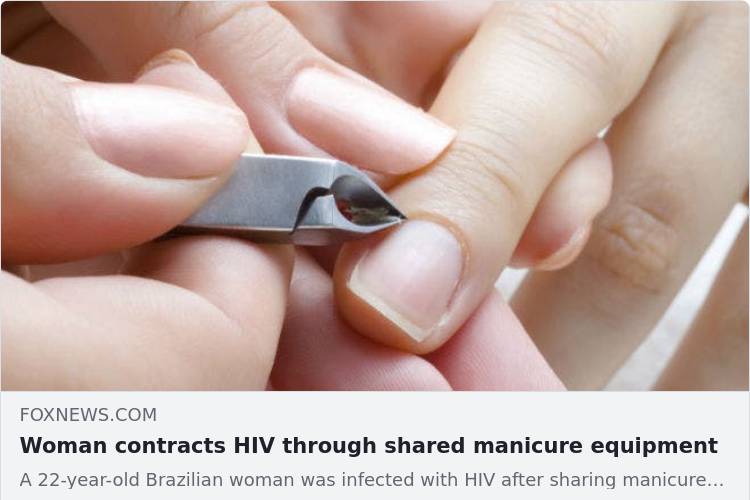 FOXNEWS.COM
Woman contracts HIV through shared manicure equipment
A 22-year-old Brazilian woman was infected with HIV after sharing manicure...